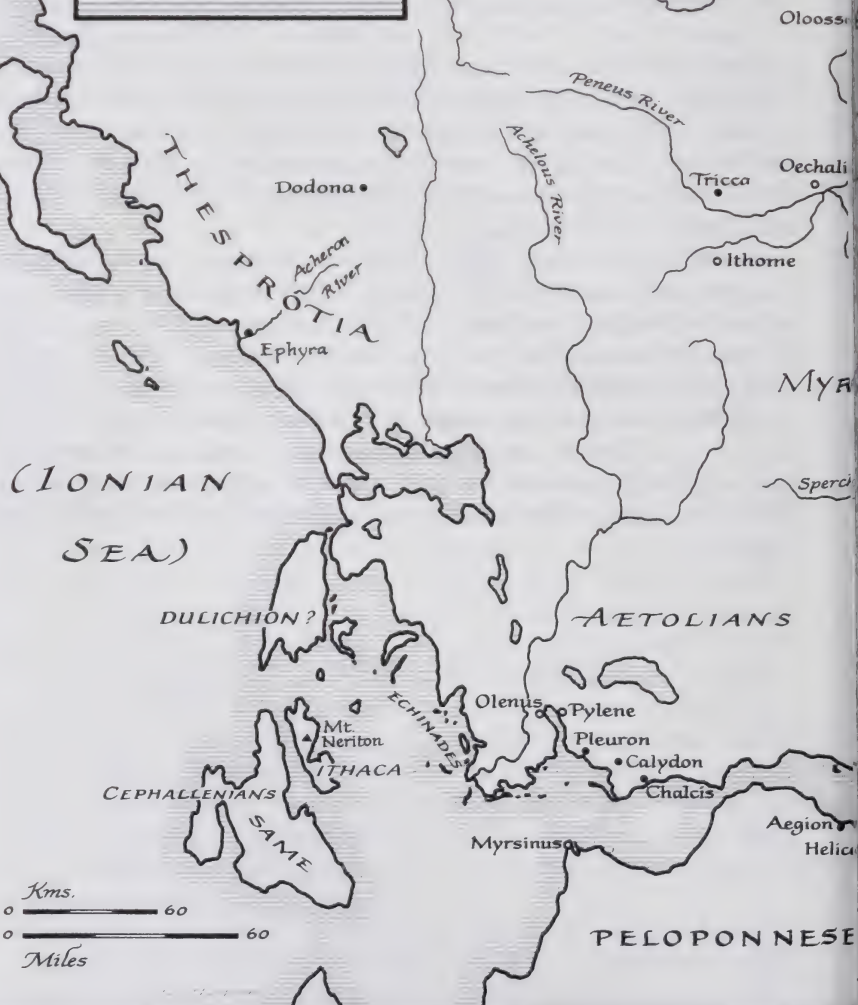 Olooss
Peneus River
Achelous River
THESPROTIA
Dodona
Tricca
Oechali
Acheron
River
Ithome
Ephyra
MYR
(IONIAN
SEA)
Sperch
DULICHION?
AETOLIANS
ECHINADES
Olenus
Pylene
Mt.
Neriton
Pleuron
ITHACA
Calydon
CEPHALLENIANS
Chalcis
SAME
Myrsinus
Aegion
Helic
Kms.
0 60
0 60
Miles
PELOPONNESE